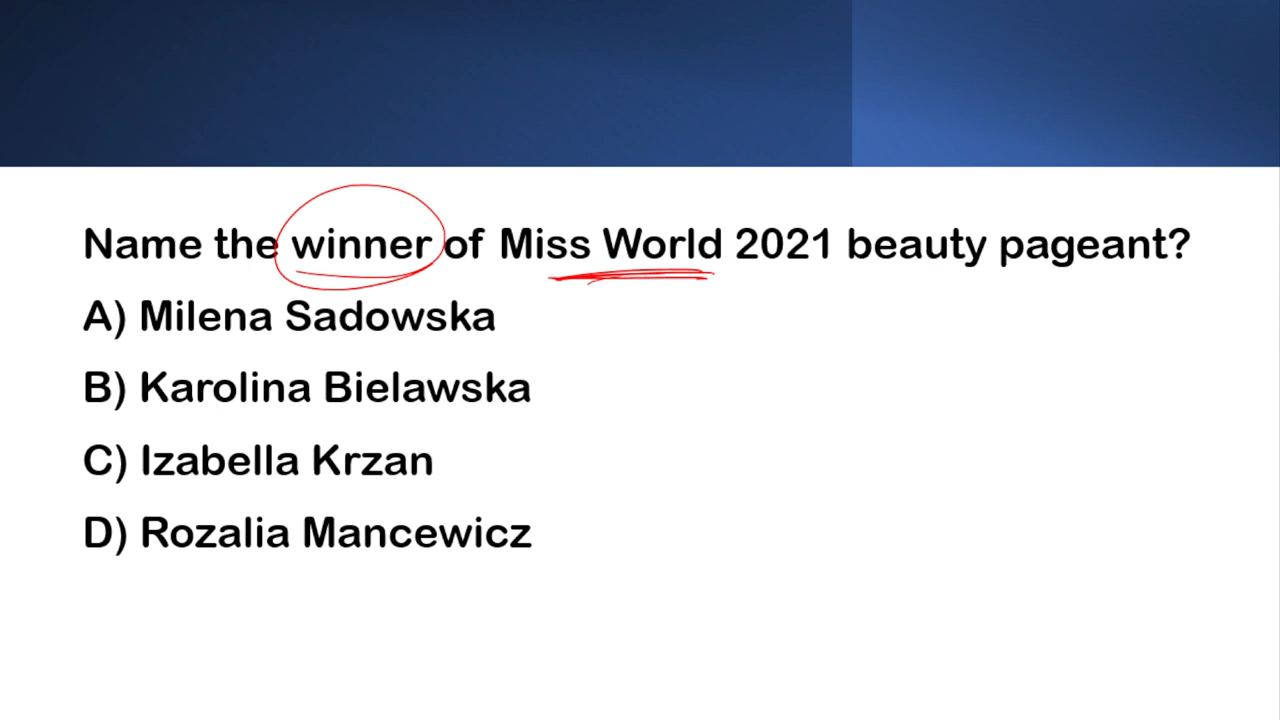 Name the winner of Miss World 2021 beauty pageant?
A) Milena Sadowska
B) Karolina Bielawska
C) Izabella Krzan
D) Rozalia Mancewicz